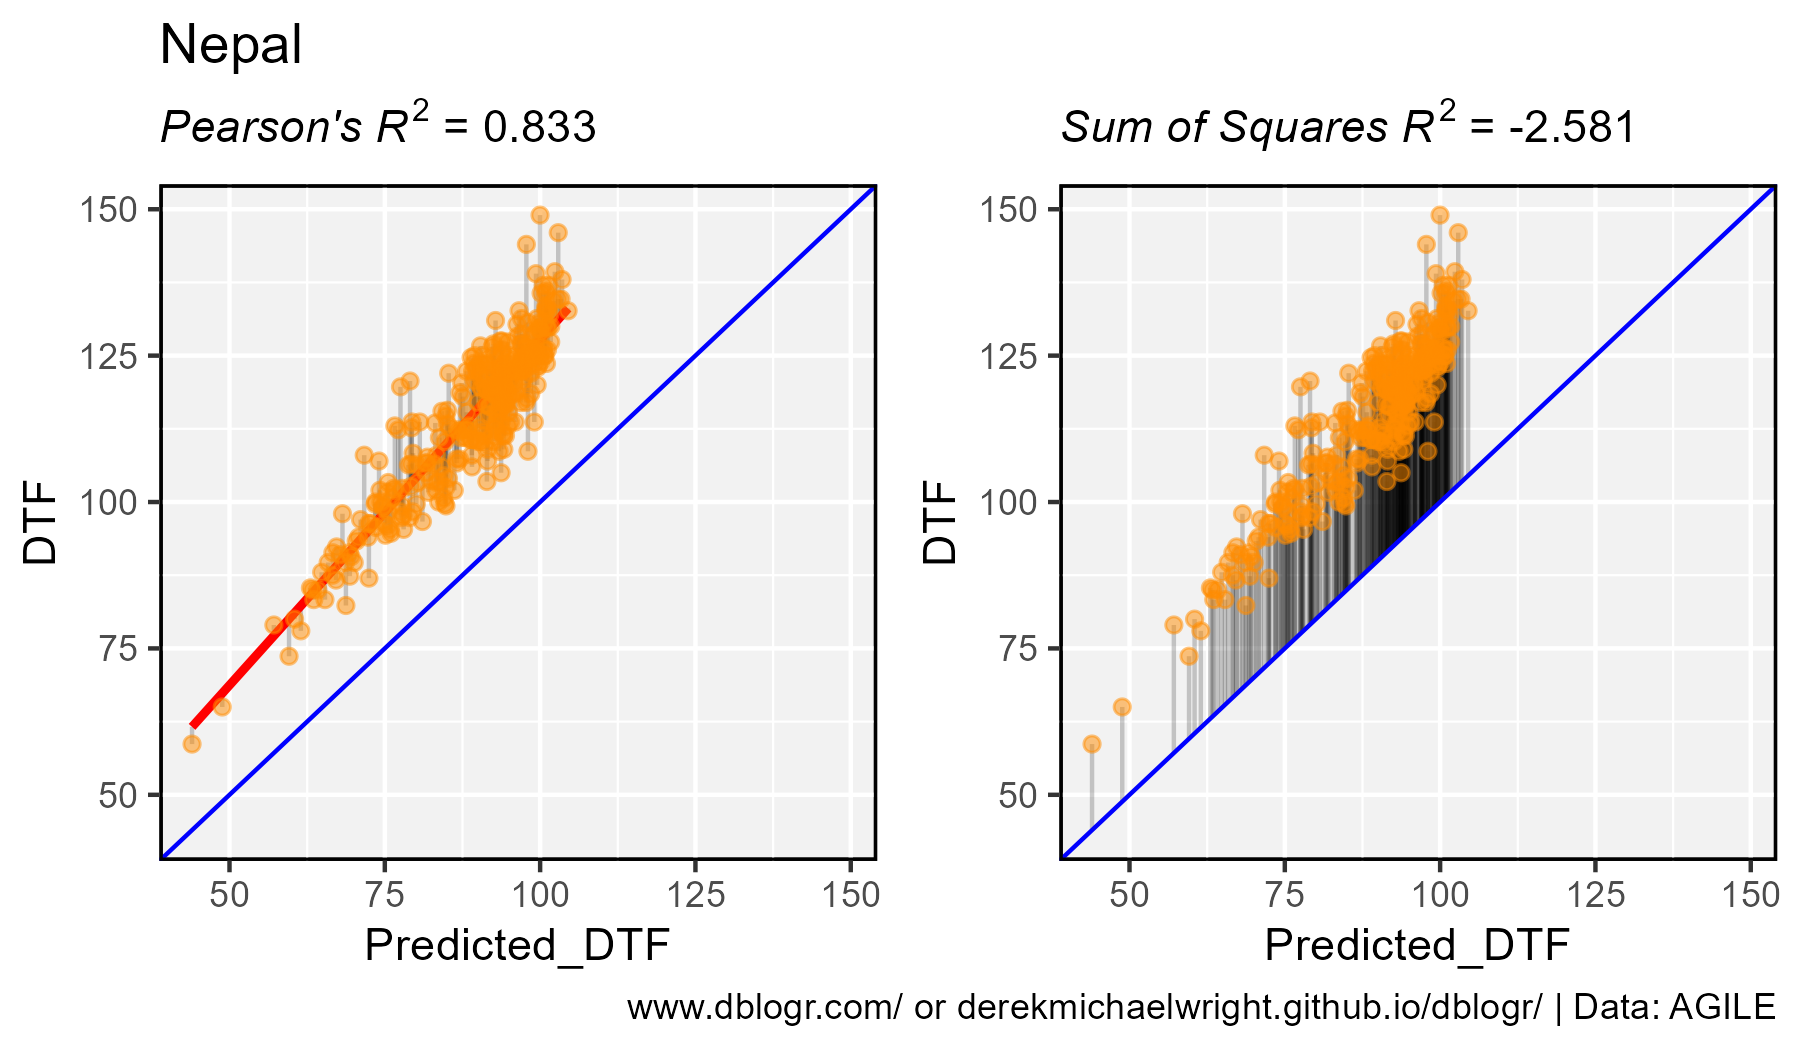 Nepal
Pearson's R² = 0.833
Sum of Squares R² = -2.581
DTF
150
125
100
75
50
50 75 100 125 150
Predicted_DTF
DTF
150
125
100
75
50
50 75 100 125 150
Predicted_DTF
www.dblogr.com/ or derekmichaelwright.github.io/dblogr/ | Data: AGILE